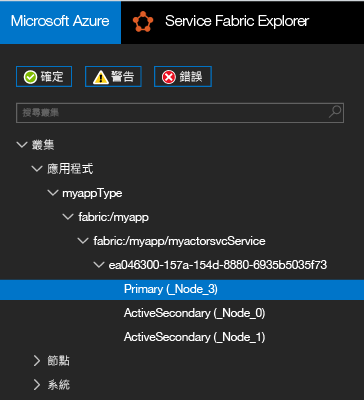 Microsoft Azure Service Fabric Explorer
確定 警告 錯誤
搜尋叢集
叢集
應用程式
myappType
fabric:/myapp
fabric:/myapp/myactorsvcService
ea046300-157a-154d-8880-6935b5035f73
Primary (_Node_3)
ActiveSecondary (_Node_0)
ActiveSecondary (_Node_1)
節點
系統